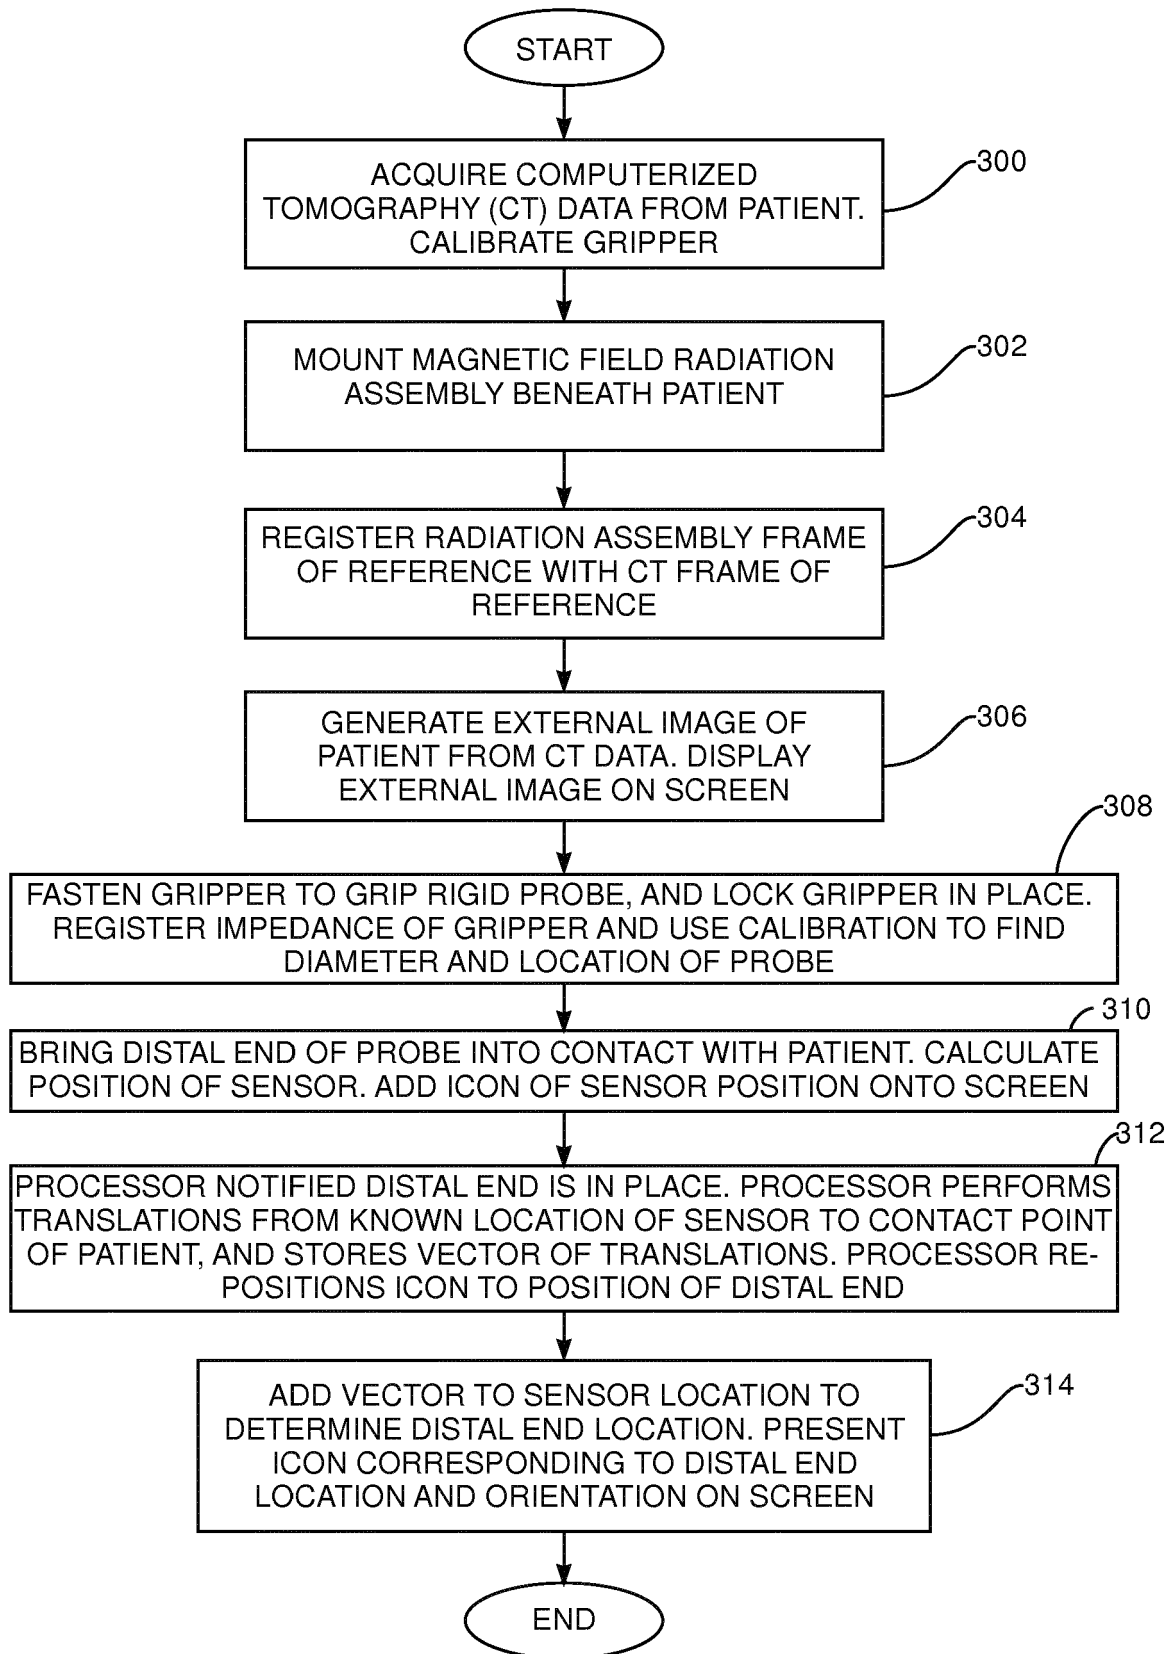 START
ACQUIRE COMPUTERIZED
TOMOGRAPHY (CT) DATA FROM PATIENT.
CALIBRATE GRIPPER
300
MOUNT MAGNETIC FIELD RADIATION
ASSEMBLY BENEATH PATIENT
302
REGISTER RADIATION ASSEMBLY FRAME
OF REFERENCE WITH CT FRAME OF
REFERENCE
304
GENERATE EXTERNAL IMAGE OF
PATIENT FROM CT DATA. DISPLAY
EXTERNAL IMAGE ON SCREEN
306
308
FASTEN GRIPPER TO GRIP RIGID PROBE, AND LOCK GRIPPER IN PLACE.
REGISTER IMPEDANCE OF GRIPPER AND USE CALIBRATION TO FIND
DIAMETER AND LOCATION OF PROBE
310
BRING DISTAL END OF PROBE INTO CONTACT WITH PATIENT. CALCULATE
POSITION OF SENSOR. ADD ICON OF SENSOR POSITION ONTO SCREEN
312
PROCESSOR NOTIFIED DISTAL END IS IN PLACE. PROCESSOR PERFORMS
TRANSLATIONS FROM KNOWN LOCATION OF SENSOR TO CONTACT POINT
OF PATIENT, AND STORES VECTOR OF TRANSLATIONS. PROCESSOR RE-
POSITIONS ICON TO POSITION OF DISTAL END
ADD VECTOR TO SENSOR LOCATION TO
DETERMINE DISTAL END LOCATION. PRESENT
ICON CORRESPONDING TO DISTAL END
LOCATION AND ORIENTATION ON SCREEN
314
END